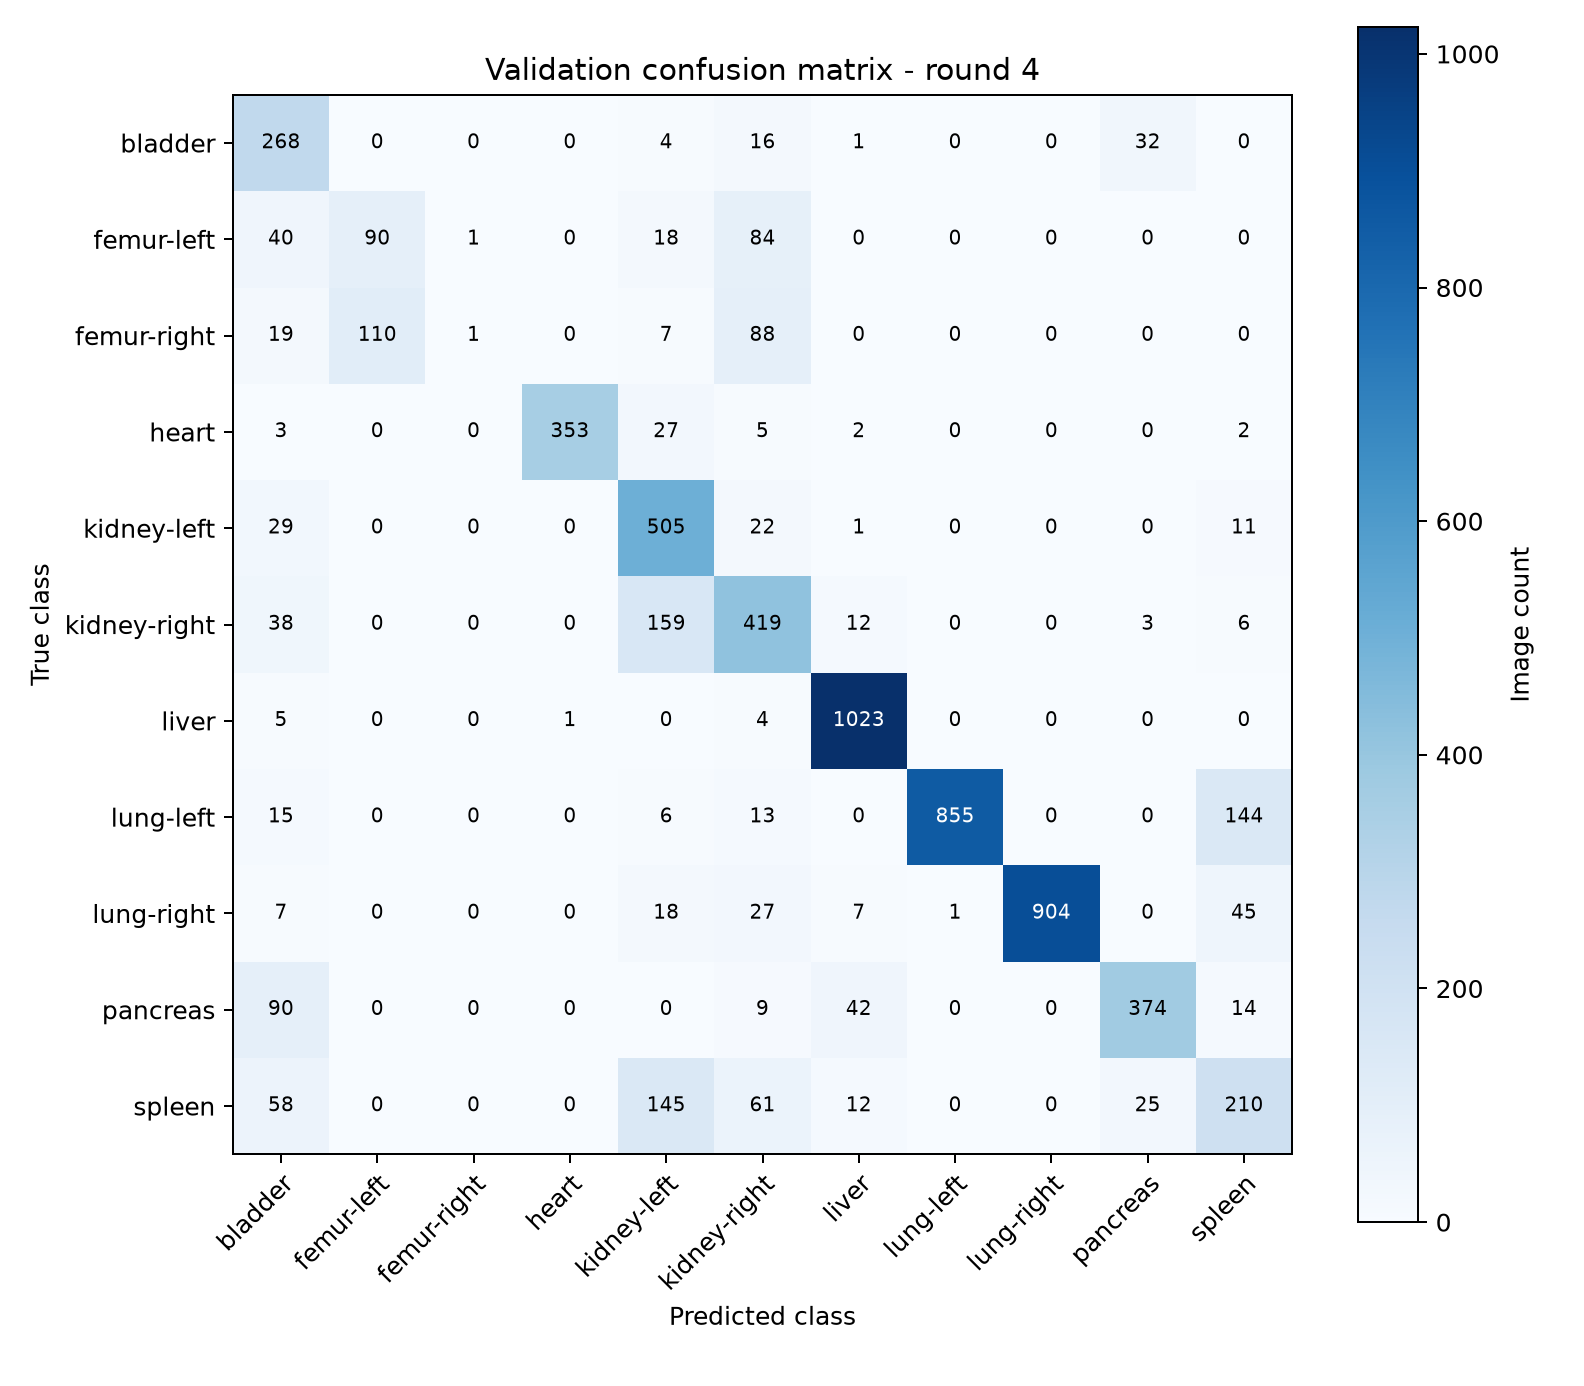 Validation confusion matrix - round 4
bladder 268 0 0 0 4 16 1 0 0 32 0
femur-left 40 90 1 0 18 84 0 0 0 0 0
femur-right 19 110 1 0 7 88 0 0 0 0 0
heart 3 0 0 353 27 5 2 0 0 0 2
kidney-left 29 0 0 0 505 22 1 0 0 0 11
kidney-right 38 0 0 0 159 419 12 0 0 3 6
liver 5 0 0 1 0 4 1023 0 0 0 0
lung-left 15 0 0 0 6 13 0 855 0 0 144
lung-right 7 0 0 0 18 27 7 1 904 0 45
pancreas 90 0 0 0 0 9 42 0 0 374 14
spleen 58 0 0 0 145 61 12 0 0 25 210
bladder femur-left femur-right heart kidney-left kidney-right liver lung-left lung-right pancreas spleen
Predicted class
True class
1000
800
600
400
200
0
Image count